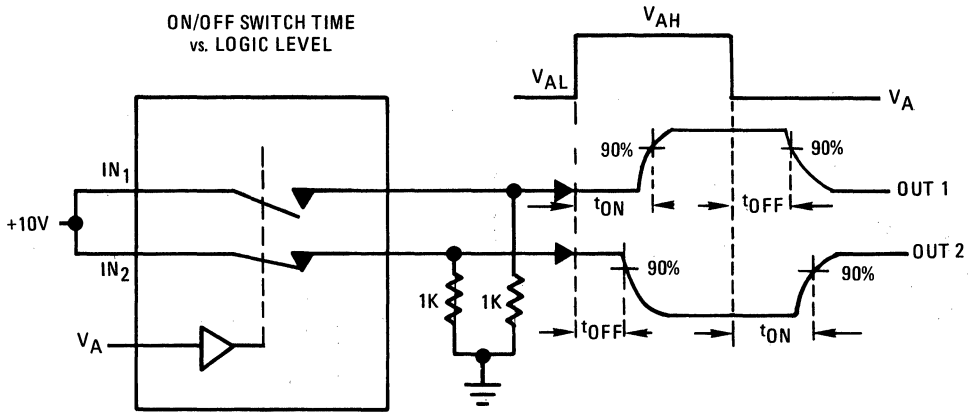 ON/OFF SWITCH TIME
vs. LOGIC LEVEL
VAH
VAL
VA
IN1
90%
90%
OUT 1
+10V
tON
tOFF
IN2
OUT 2
90%
90%
1K
1K
VA
tOFF
tON